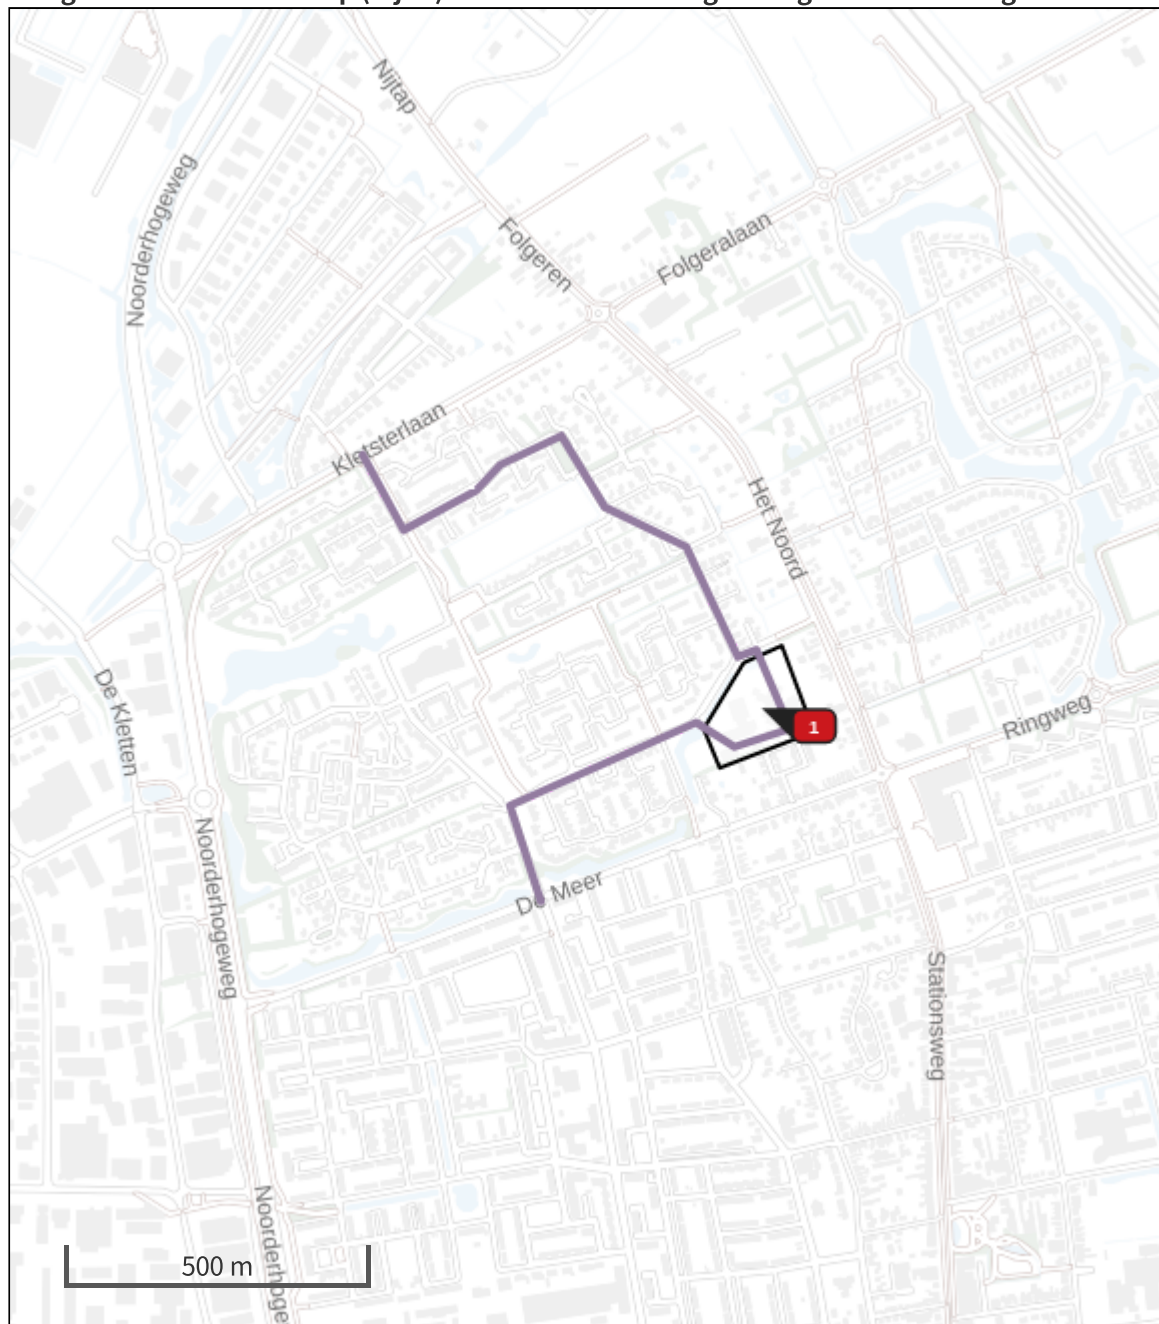 Nijtap
Noorderhogeweg
Folgeren
Folgeralaan
Kletsterlaan
Het Noord
De Kletten
Ringweg
1
Noorderhogeweg
De Meer
Stationsweg
Noorderhoge
500 m